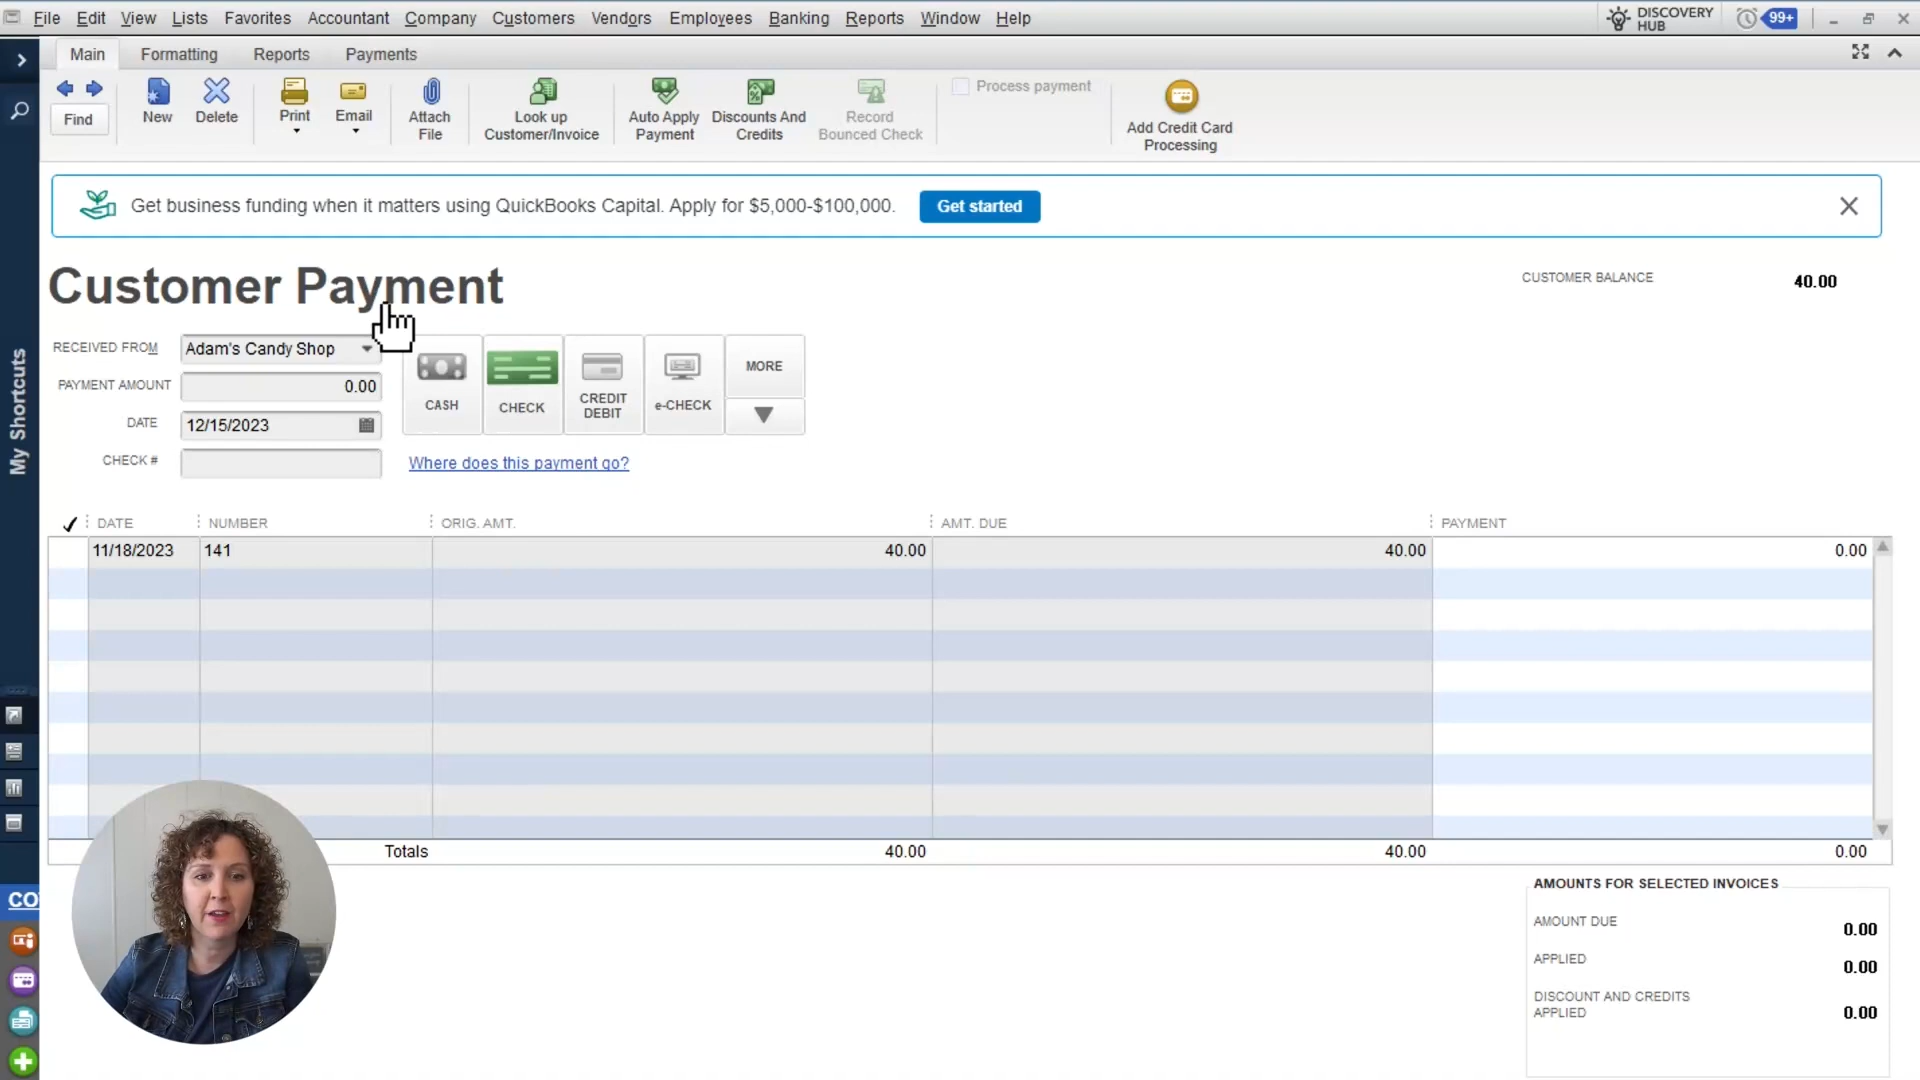 File Edit View Lists Favorites Accountant Company Customers Vendors Employees Banking Reports Window Help
DISCOVERY
HUB
99+
Main Formatting Reports Payments
Find
New
Delete
Print
Email
Attach
File
Look up
Customer/Invoice
Auto Apply
Payment
Discounts And
Credits
Record
Bounced Check
Process payment
Add Credit Card
Processing
Get business funding when it matters using QuickBooks Capital. Apply for $5,000-$100,000.
Get started
Customer Payment
CUSTOMER BALANCE 40.00
RECEIVED FROM Adam's Candy Shop
PAYMENT AMOUNT 0.00
DATE 12/15/2023
CHECK #
CASH
CHECK
CREDIT
DEBIT
e-CHECK
MORE
Where does this payment go?
My Shortcuts
DATE NUMBER ORIG. AMT. AMT. DUE PAYMENT
11/18/2023 141 40.00 40.00 0.00
Totals 40.00 40.00 0.00
CO
AMOUNTS FOR SELECTED INVOICES
AMOUNT DUE 0.00
APPLIED 0.00
DISCOUNT AND CREDITS
APPLIED 0.00